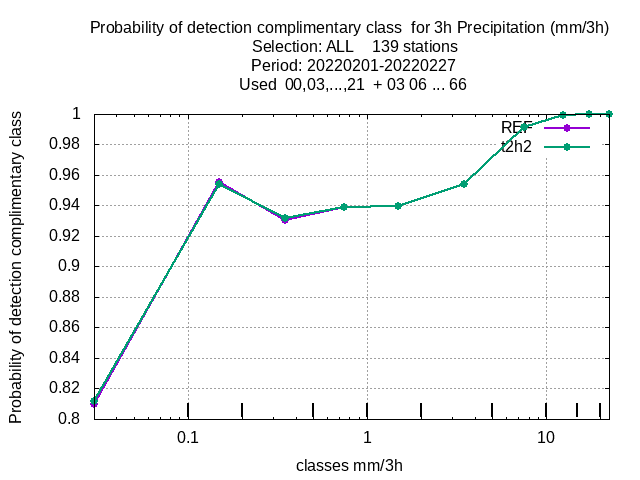 Probability of detection complimentary class  for 3h Precipitation (mm/3h)
Selection: ALL    139 stations
Period: 20220201-20220227
Used  00,03,...,21  + 03 06 ... 66
Probability of detection complimentary class
1
0.98
0.96
0.94
0.92
0.9
0.88
0.86
0.84
0.82
0.8
REF
t2h2
0.1
1
10
classes mm/3h